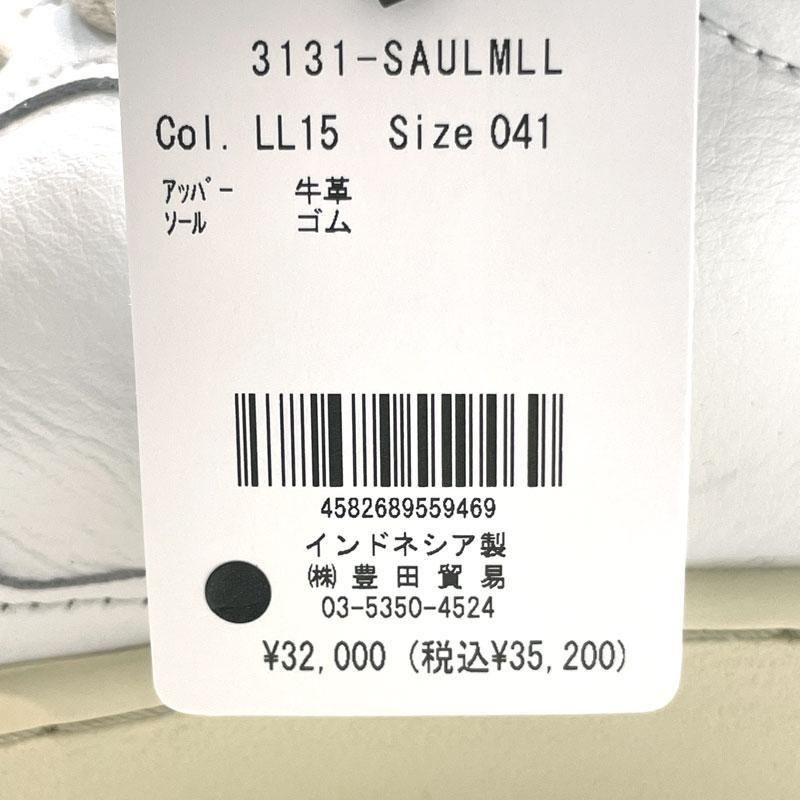 3131-SAULMLL
Col. LL15 Size 041
ｱｯﾊﾟｰ 牛革
ｿｰﾙ ゴム
4582689559469
インドネシア製
㈱ 豊田貿易
03-5350-4524
¥32,000 (税込¥35,200)